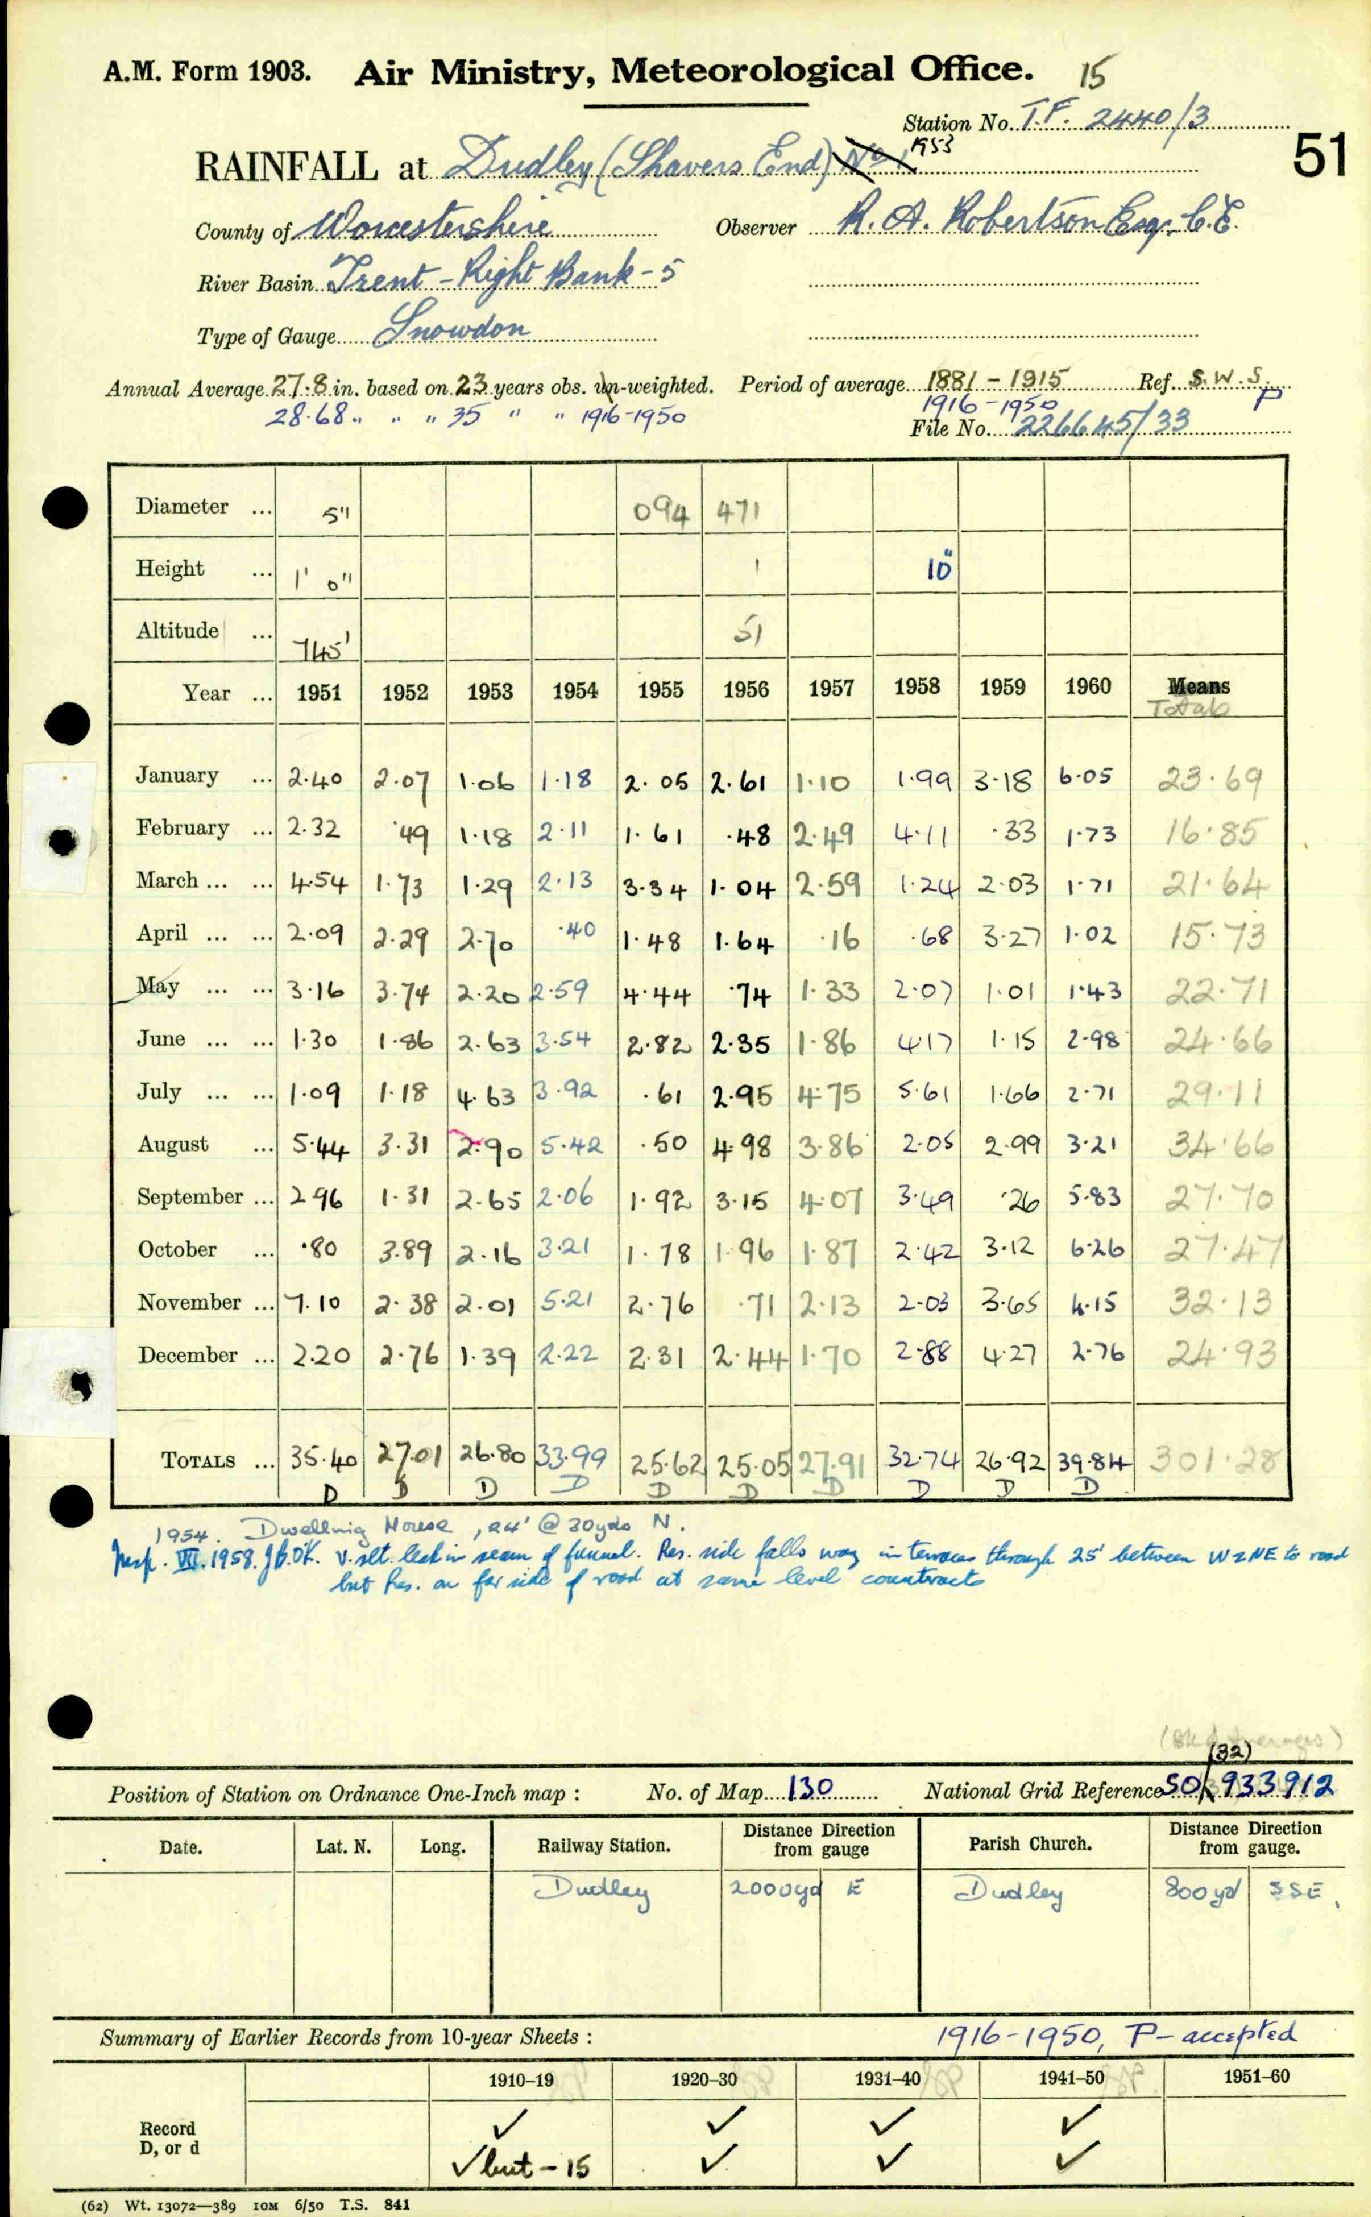 A.M. Form 1903. Air Ministry, Meteorological Office. 15
Station No. T.F. 2440/3
51
RAINFALL at Dudley (Shavers End) No 1 1953
County of Worcestershire Observer R. A. Robertson Esq. C.E.
River Basin Trent - Right Bank - 5
Type of Gauge Snowdon
Annual Average 27.8 in. based on 23 years obs. un-weighted. Period of average 1881 - 1915 Ref. S.W.S. P
28.68 " " " 35 " " 1916-1950 1916 - 1950
File No. 226645/33
Diameter ... 5" 094 471
Height ... 1' 0" 1 10"
Altitude ... 745' 51
Year ... 1951 1952 1953 1954 1955 1956 1957 1958 1959 1960 Means
Totals
January ... 2.40 2.07 1.06 1.18 2.05 2.61 1.10 1.99 3.18 6.05 23.69
February ... 2.32 .49 1.18 2.11 1.61 .48 2.49 4.11 .33 1.73 16.85
March ... ... 4.54 1.73 1.29 2.13 3.34 1.04 2.59 1.24 2.03 1.71 21.64
April ... ... 2.09 2.29 2.70 .40 1.48 1.64 .16 .68 3.27 1.02 15.73
May ... ... 3.16 3.74 2.20 2.59 4.44 .74 1.33 2.07 1.01 1.43 22.71
June ... ... 1.30 1.86 2.63 3.54 2.82 2.35 1.86 4.17 1.15 2.98 24.66
July ... ... 1.09 1.18 4.63 3.92 .61 2.95 4.75 5.61 1.66 2.71 29.11
August ... 5.44 3.31 2.90 5.42 .50 4.98 3.86 2.05 2.99 3.21 34.66
September ... 2.96 1.31 2.65 2.06 1.92 3.15 4.07 3.49 .26 5.83 27.70
October ... .80 3.89 2.16 3.21 1.78 1.96 1.87 2.42 3.12 6.26 27.47
November ... 7.10 2.38 2.01 5.21 2.76 .71 2.13 2.03 3.65 4.15 32.13
December ... 2.20 2.76 1.39 2.22 2.31 2.44 1.70 2.88 4.27 2.76 24.93
TOTALS ... 35.40 27.01 26.80 33.99 25.62 25.05 27.91 32.74 26.92 39.84 301.28
D D D D D D D D D D
1954. Dwelling House, 24' @ 30yds N.
Insp. VII. 1958. V. slt. leak in seam of funnel. Res. side falls way in terraces through 25' between W & NE to road
but Res. on far side of road at same level counteracts
(32)
Position of Station on Ordnance One-Inch map : No. of Map 130 National Grid Reference SO/933912
Date. Lat. N. Long. Railway Station. Distance Direction from gauge Parish Church. Distance Direction from gauge.
Dudley 2000yd E Dudley 800yd SSE.
Summary of Earlier Records from 10-year Sheets : 1916-1950, P- accepted
1910–19 1920–30 1931–40 1941–50 1951–60
Record ✓ ✓ ✓ ✓
D, or d ✓ but - 15 ✓ ✓ ✓
(62) Wt. 13072—389 10M 6/50 T.S. 841